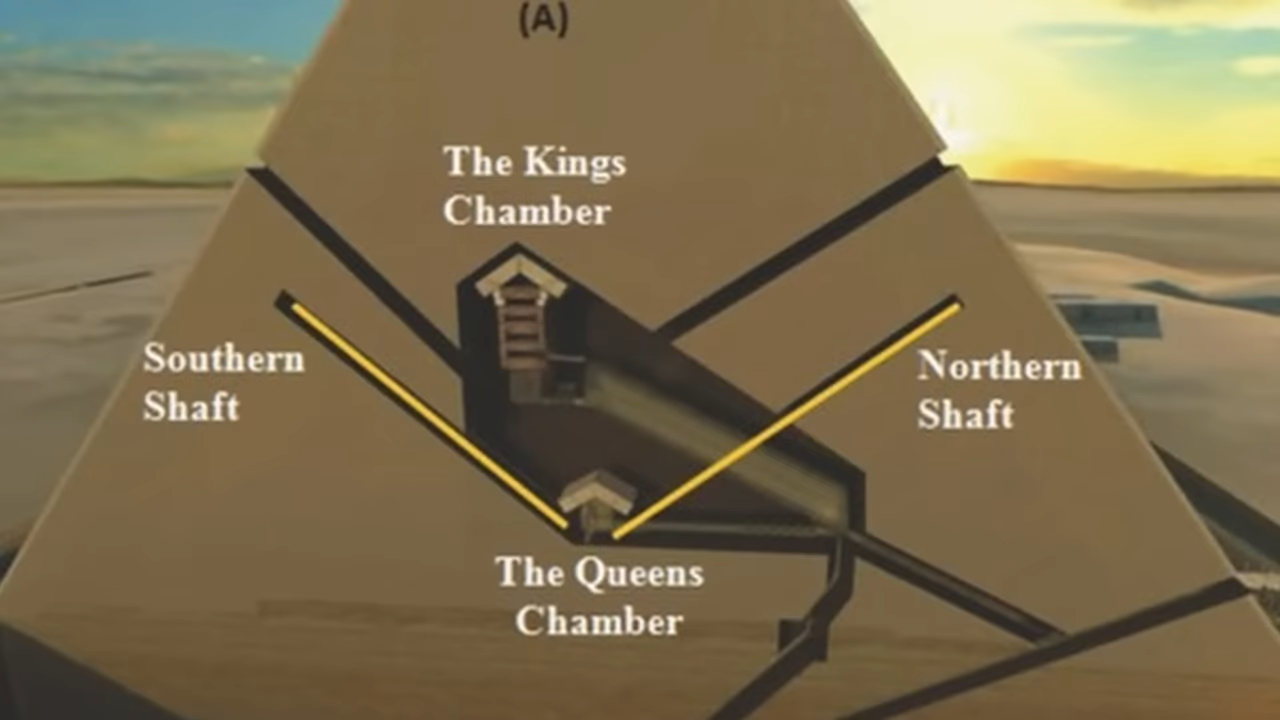 (A)
The Kings
Chamber
Southern
Shaft
Northern
Shaft
The Queens
Chamber